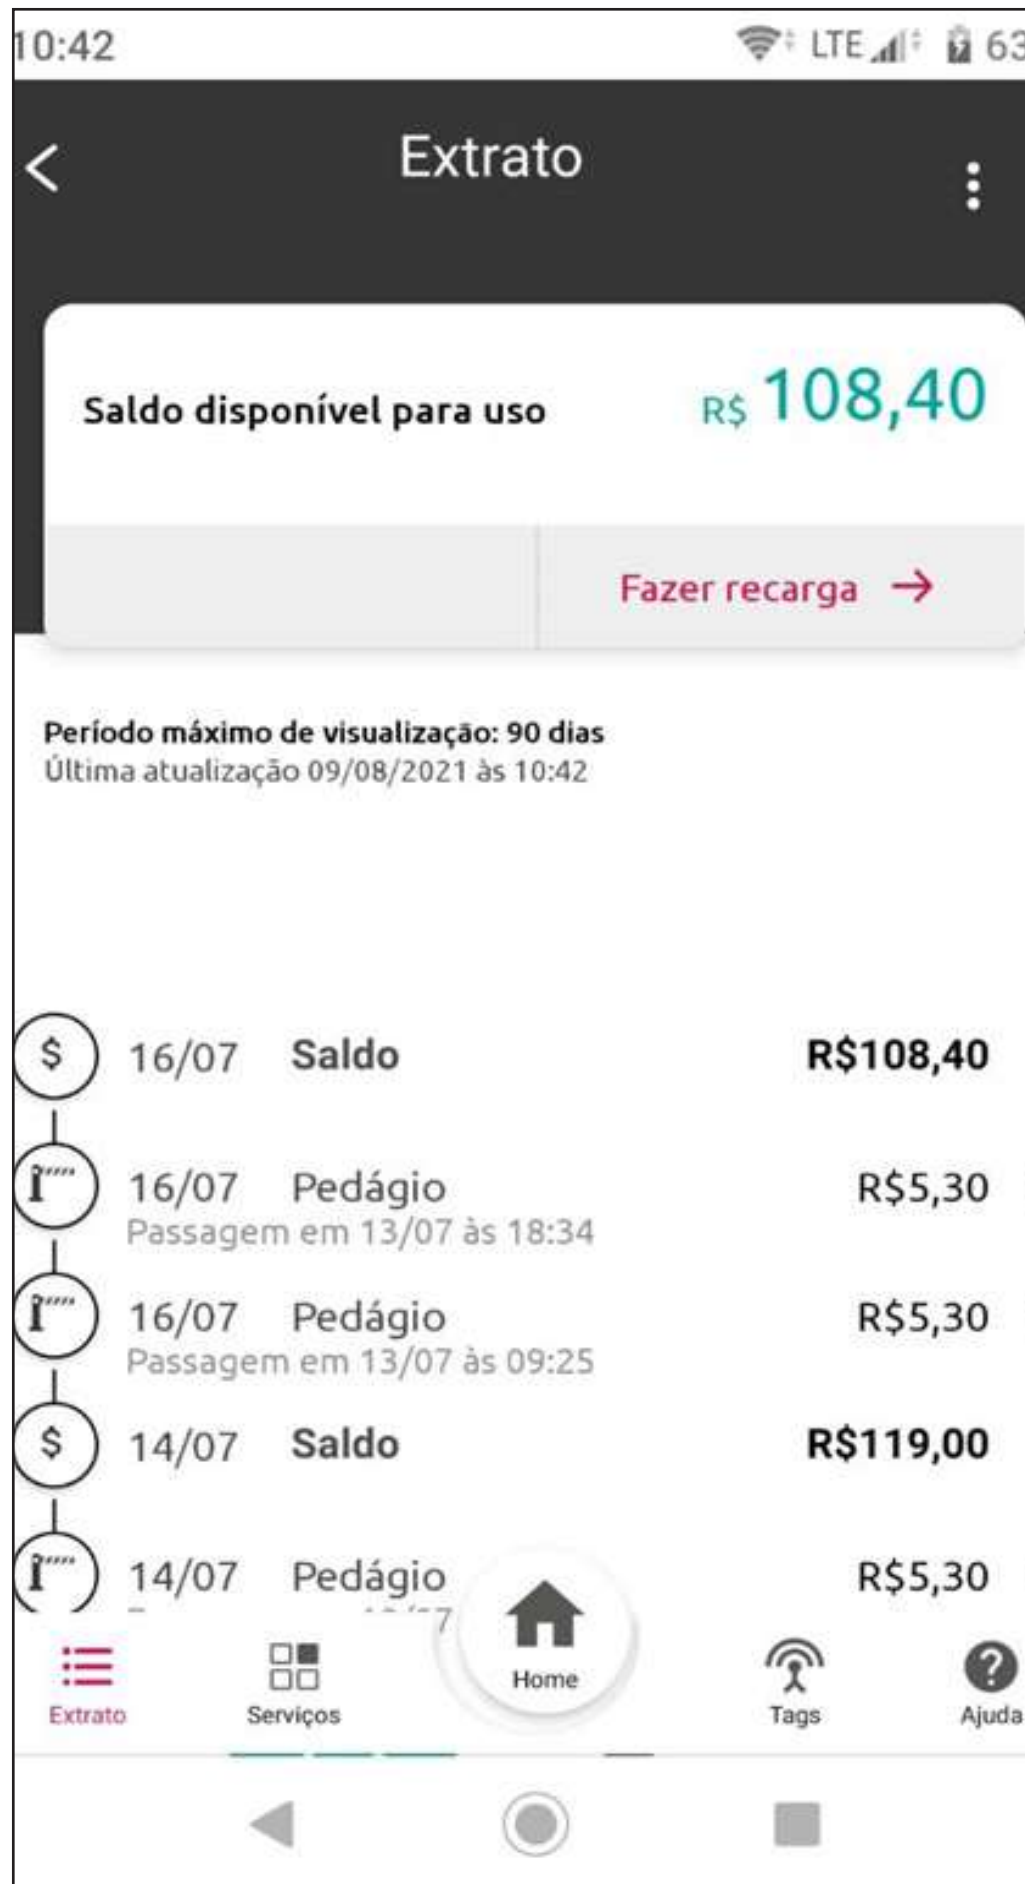 10:42 LTE 63
Extrato
Saldo disponível para uso R$ 108,40
Fazer recarga →
Período máximo de visualização: 90 dias
Última atualização 09/08/2021 às 10:42
$ 16/07 Saldo R$108,40
16/07 Pedágio R$5,30
Passagem em 13/07 às 18:34
16/07 Pedágio R$5,30
Passagem em 13/07 às 09:25
$ 14/07 Saldo R$119,00
14/07 Pedágio R$5,30
Home
Extrato Serviços Tags Ajuda